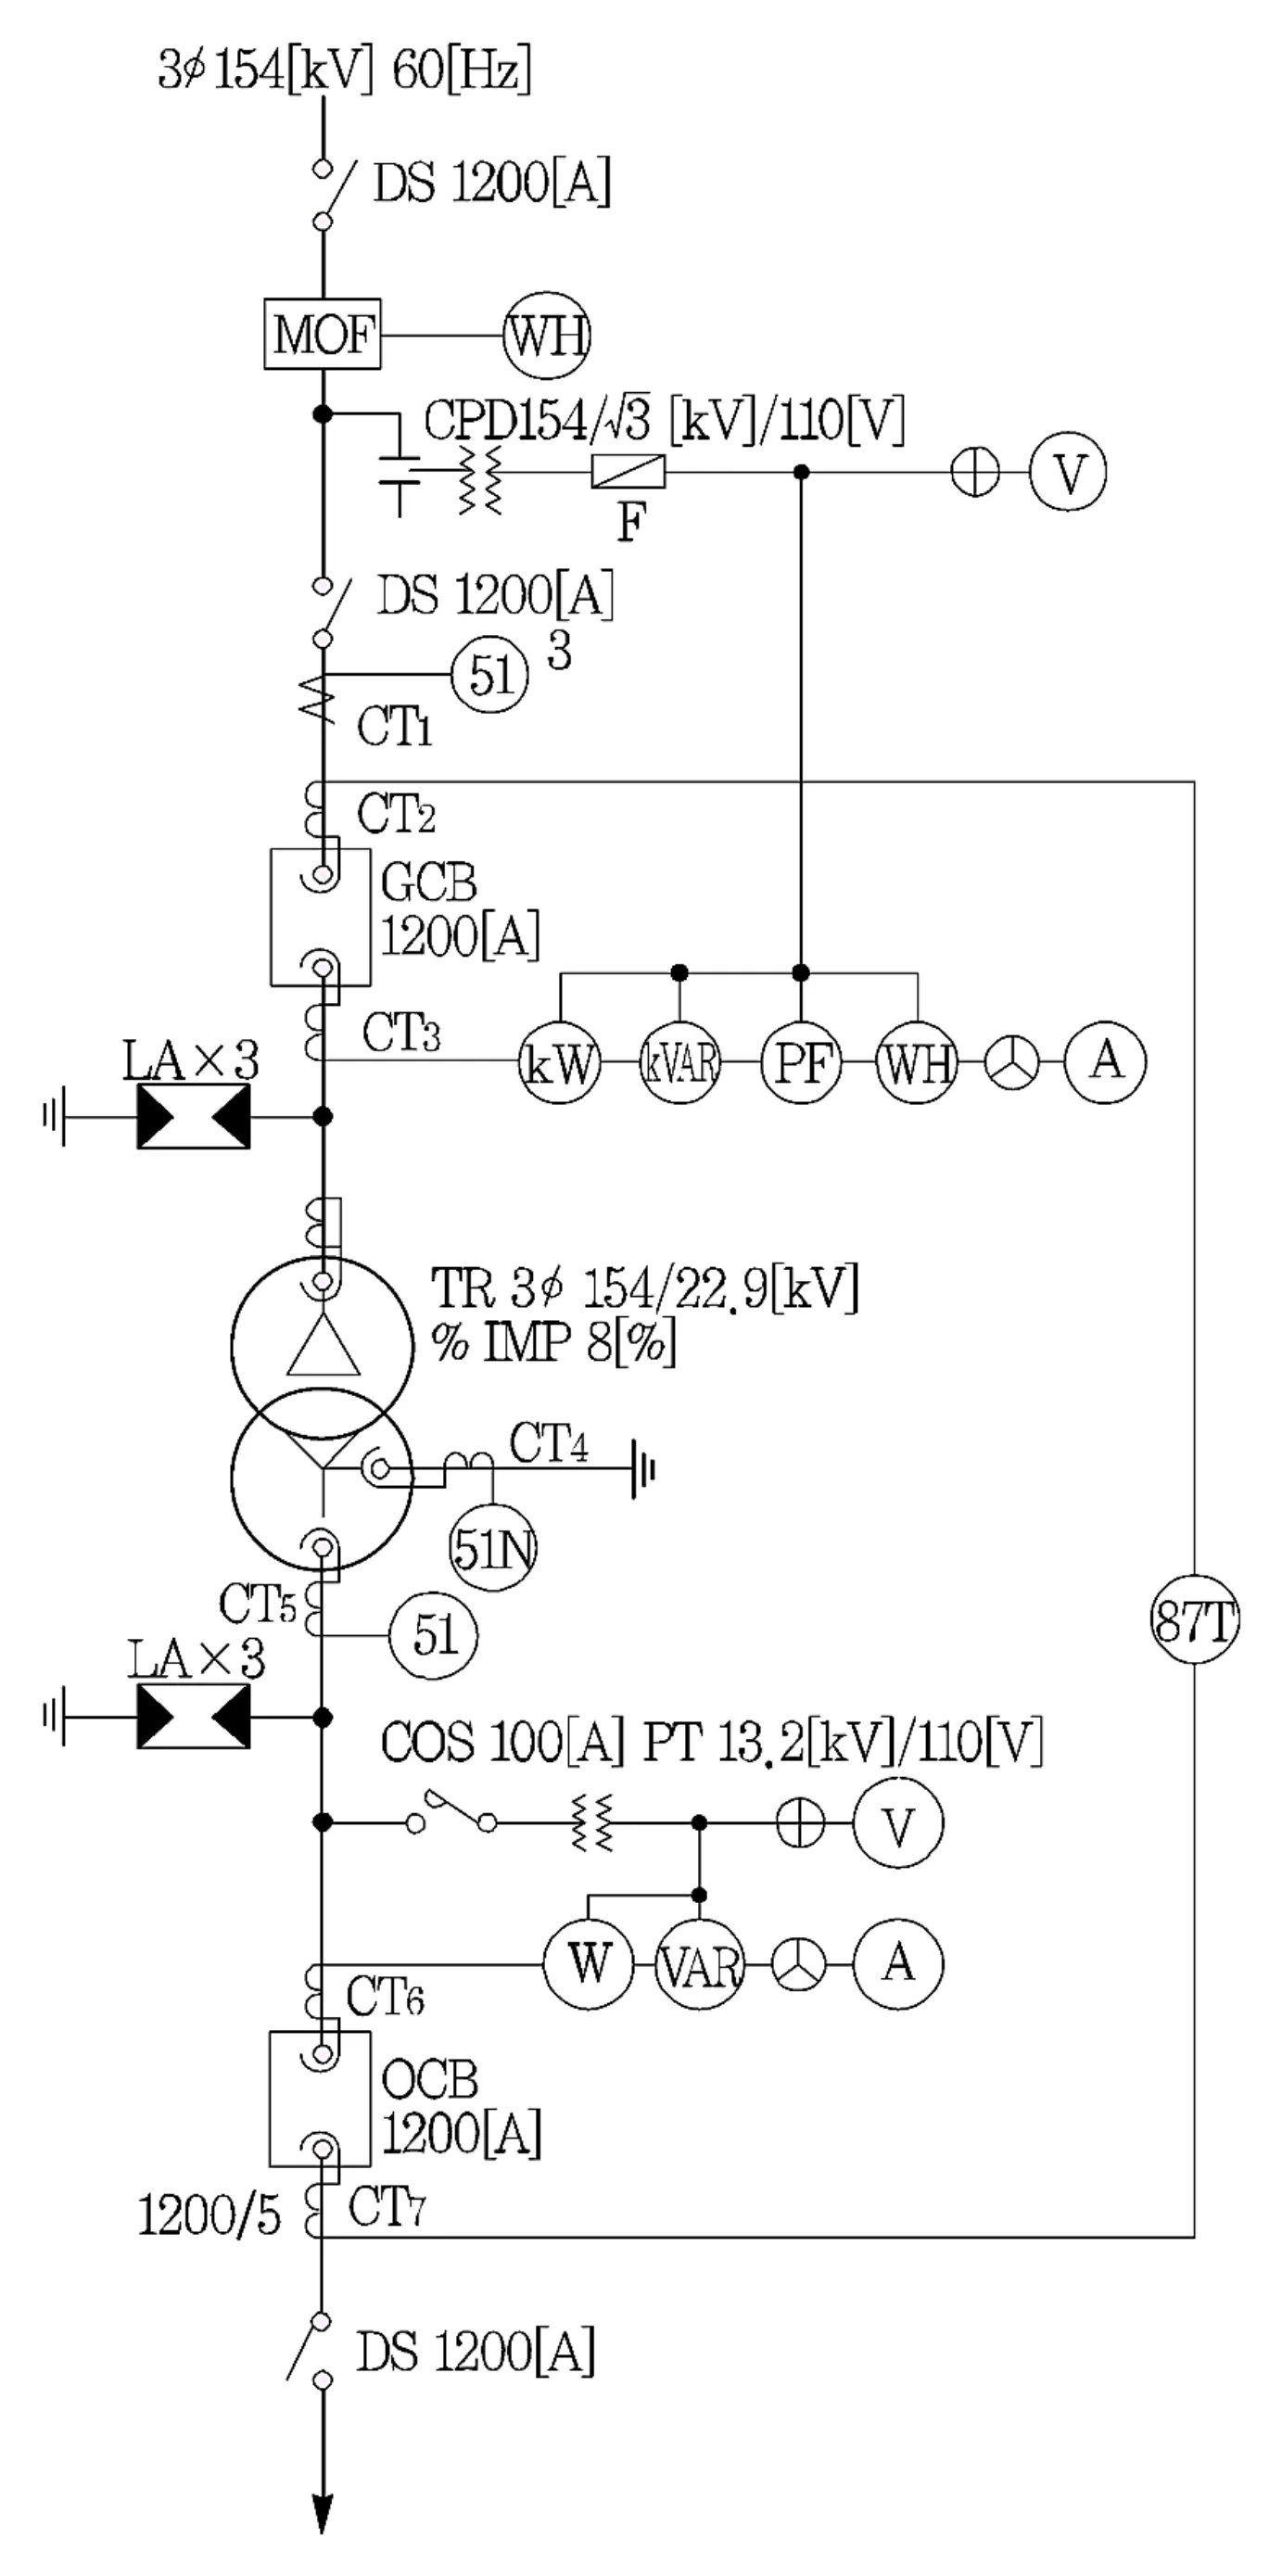 3φ 154[kV] 60[Hz]
DS 1200[A]
MOF
WH
CPD154/√3 [kV]/110[V]
V
F
DS 1200[A]
3
51
CT1
CT2
GCB
1200[A]
CT3
kW
kVAR
PF
WH
A
LA×3
TR 3φ 154/22.9[kV]
% IMP 8[%]
CT4
51N
CT5
51
87T
LA×3
COS 100[A] PT 13.2[kV]/110[V]
V
W
VAR
A
CT6
OCB
1200[A]
1200/5
CT7
DS 1200[A]